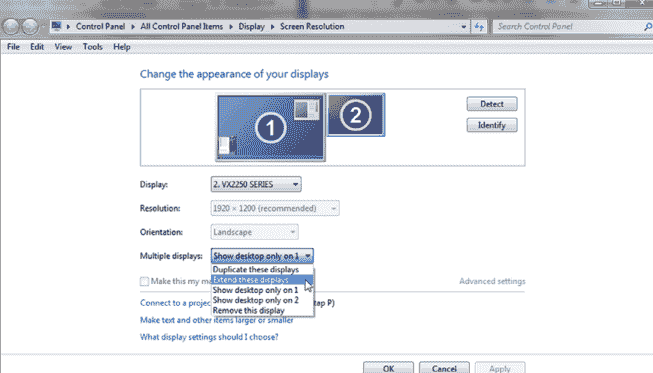 Control Panel ▸ All Control Panel Items ▸ Display ▸ Screen Resolution
Search Control Panel
File Edit View Tools Help
Change the appearance of your displays
1
2
Detect
Identify
Display: 2. VX2250 SERIES
Resolution: 1920 × 1200 (recommended)
Orientation: Landscape
Multiple displays: Show desktop only on 1
Duplicate these displays
Extend these displays
Show desktop only on 1
Show desktop only on 2
Remove this display
Make this my m
Advanced settings
Connect to a projec
tap P)
Make text and other items larger or smaller
What display settings should I choose?
OK Cancel Apply